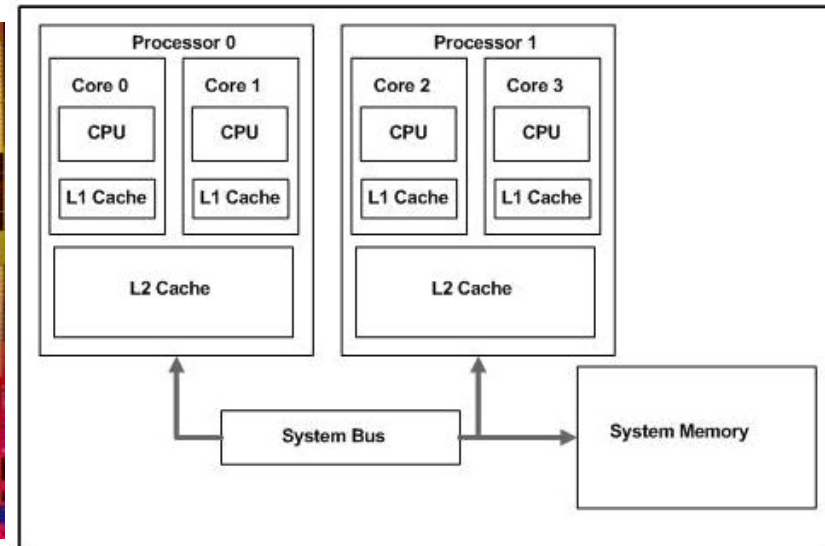 Processor 0
Processor 1
Core 0
Core 1
Core 2
Core 3
CPU
CPU
CPU
CPU
L1 Cache
L1 Cache
L1 Cache
L1 Cache
L2 Cache
L2 Cache
System Bus
System Memory